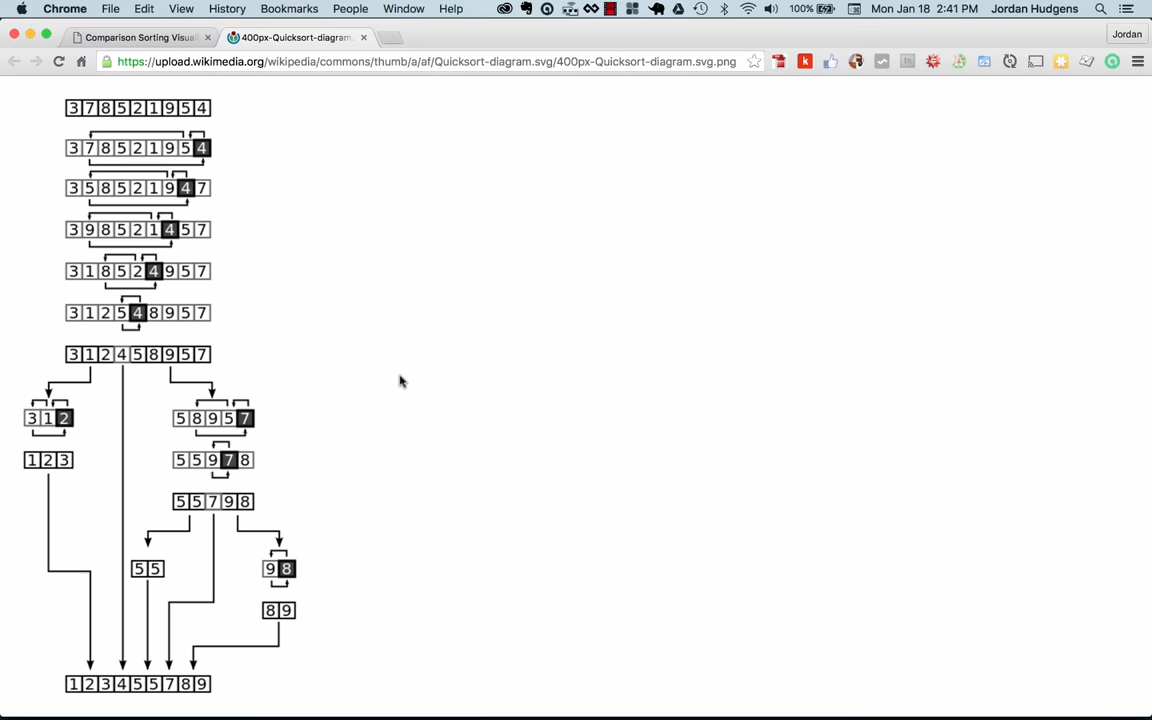 Chrome File Edit View History Bookmarks People Window Help 100% Mon Jan 18 2:41 PM Jordan Hudgens
Comparison Sorting Visual 400px-Quicksort-diagram. Jordan
https://upload.wikimedia.org/wikipedia/commons/thumb/a/af/Quicksort-diagram.svg/400px-Quicksort-diagram.svg.png
3 7 8 5 2 1 9 5 4
3 7 8 5 2 1 9 5 4
3 5 8 5 2 1 9 4 7
3 9 8 5 2 1 4 5 7
3 1 8 5 2 4 9 5 7
3 1 2 5 4 8 9 5 7
3 1 2 4 5 8 9 5 7
3 1 2 5 8 9 5 7
1 2 3 5 5 9 7 8
5 5 7 9 8
5 5 9 8
8 9
1 2 3 4 5 5 7 8 9